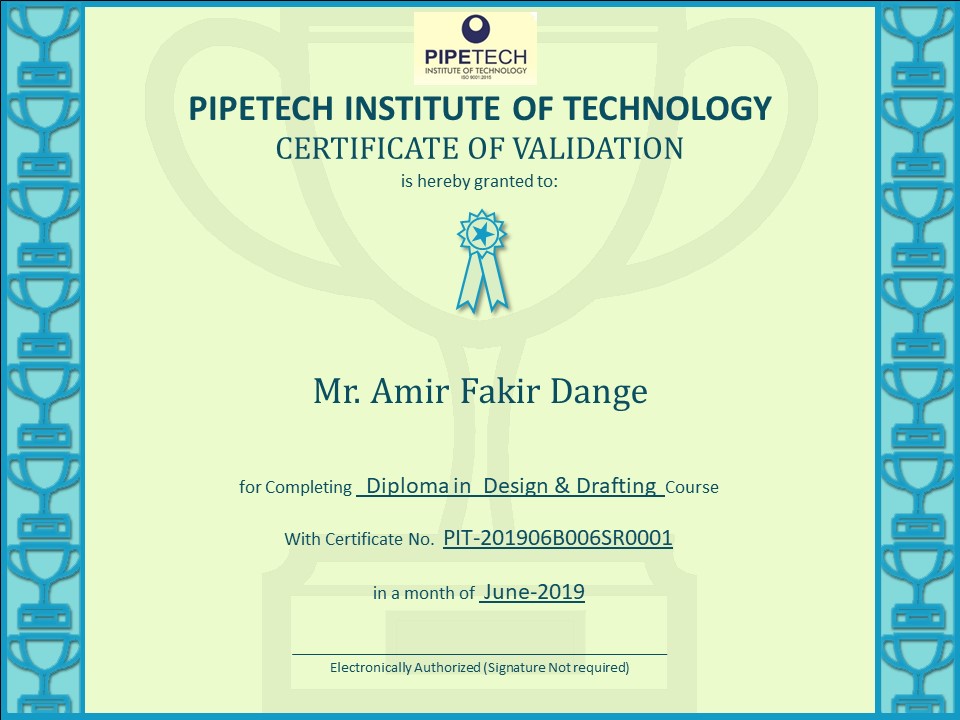 PIPETECH
INSTITUTE OF TECHNOLOGY
ISO 9001:2015
PIPETECH INSTITUTE OF TECHNOLOGY
CERTIFICATE OF VALIDATION
is hereby granted to:
Mr. Amir Fakir Dange
for Completing Diploma in Design & Drafting Course
With Certificate No. PIT-201906B006SR0001
in a month of June-2019
Electronically Authorized (Signature Not required)